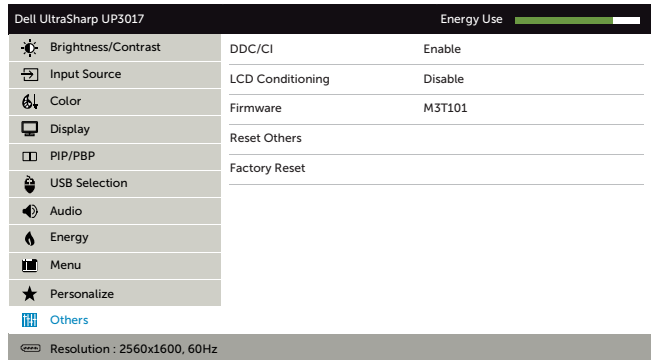 Dell UltraSharp UP3017 Energy Use
Brightness/Contrast DDC/CI Enable
Input Source LCD Conditioning Disable
Color Firmware M3T101
Display Reset Others
PIP/PBP Factory Reset
USB Selection
Audio
Energy
Menu
Personalize
Others
Resolution : 2560x1600, 60Hz